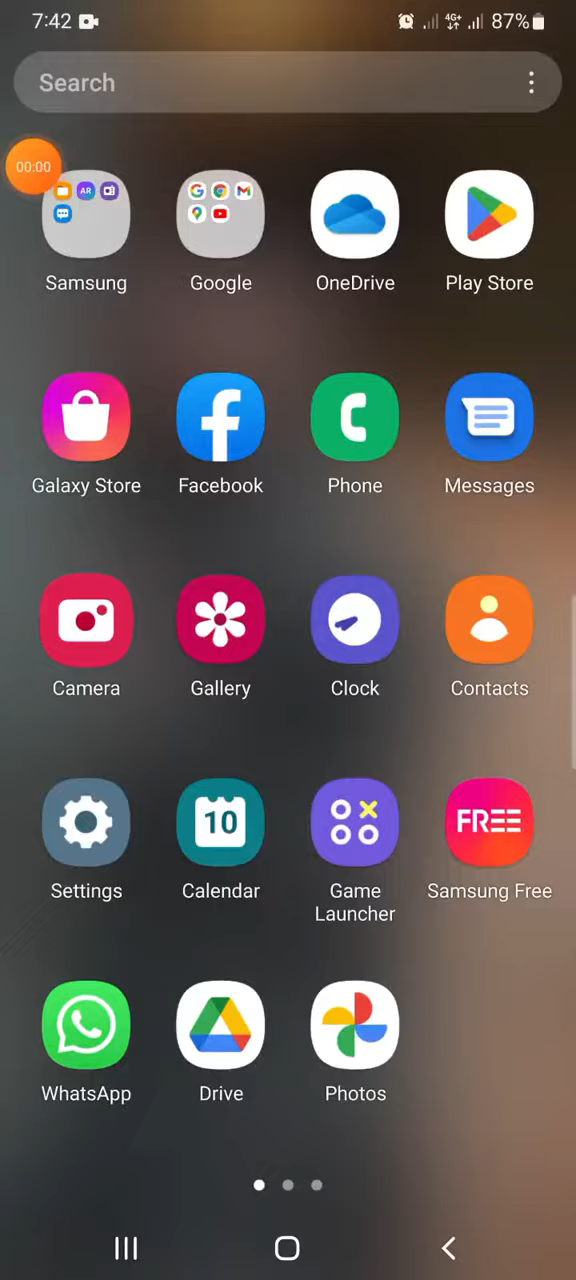 7:42
4G+
87%
Search
00:00
AR
G
Samsung
Google
OneDrive
Play Store
Galaxy Store
Facebook
Phone
Messages
Camera
Gallery
Clock
Contacts
10
FREE
Settings
Calendar
Game
Launcher
Samsung Free
WhatsApp
Drive
Photos